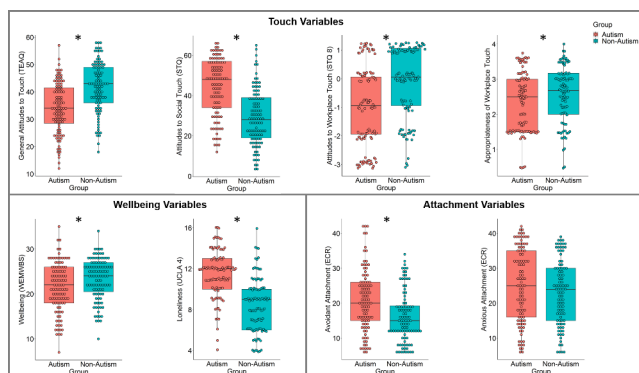 Touch Variables
Group
Autism
Non-Autism
*
*
*
*
General Attitudes to Touch (TEAQ)
60
50
40
30
20
10
Autism
Non-Autism
Group
Attitudes to Social Touch (STQ)
60
40
20
0
Autism
Non-Autism
Group
Attitudes to Workplace Touch (STQ 8)
1
0
-1
-2
-3
Autism
Non-Autism
Group
Appropriateness of Workplace Touch
4
3
2
1
Autism
Non-Autism
Group
Wellbeing Variables
*
*
Wellbeing (WEMWBS)
30
20
10
Autism
Non-Autism
Group
Loneliness (UCLA 4)
16
12
8
4
Autism
Non-Autism
Group
Attachment Variables
*
Avoidant Attachment (ECR)
40
30
20
10
Autism
Non-Autism
Group
Anxious Attachment (ECR)
40
30
20
10
Autism
Non-Autism
Group